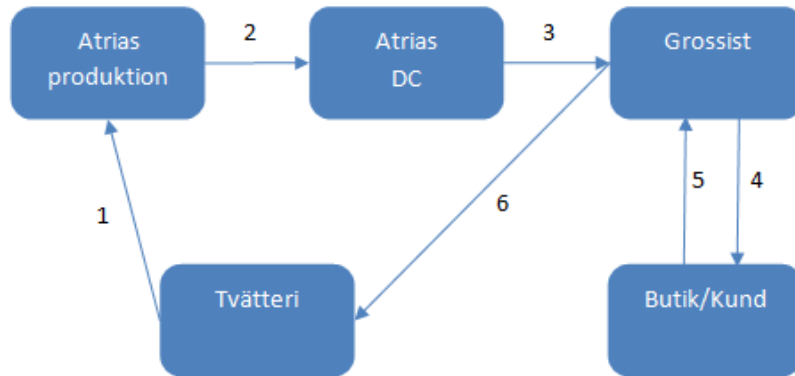 Atrias
produktion
2
Atrias
DC
3
Grossist
1
6
5
4
Tvätteri
Butik/Kund